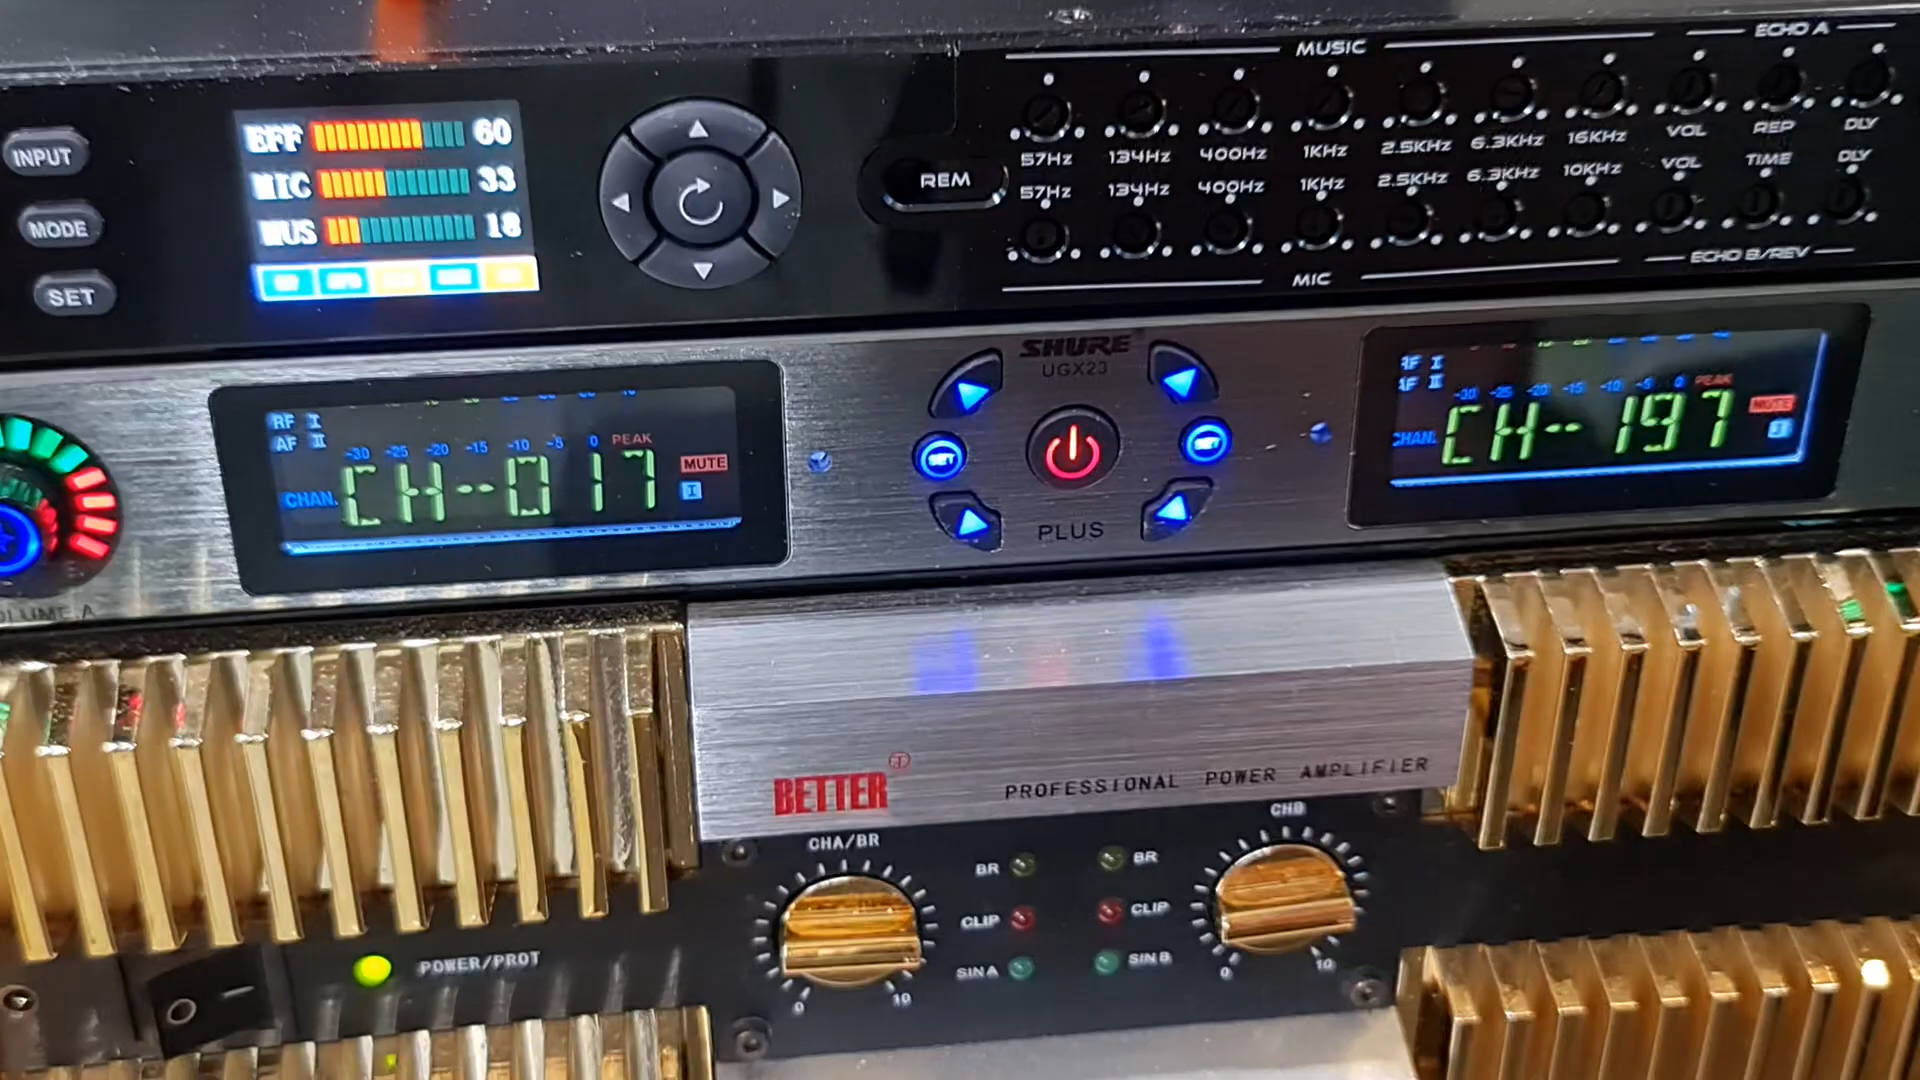 MUSIC
ECHO A
INPUT
MODE
SET
EFF 60
MIC 33
MUS 18
REM
57Hz 134Hz 400Hz 1KHz 2.5KHz 6.3KHz 16KHz VOL REP DLY
57Hz 134Hz 400Hz 1KHz 2.5KHz 6.3KHz 10KHz VOL TIME DLY
MIC
ECHO B/REV
SHURE
UGX23
SET
SET
PLUS
RF I
AF II
-30 -25 -20 -15 -10 -5 0 PEAK
CHAN. CH--017
MUTE
I
RF I
AF II
-30 -25 -20 -15 -10 -5 0 PEAK
CHAN. CH--197
MUTE
VOLUME A
BETTER
PROFESSIONAL POWER AMPLIFIER
CHA/BR
CHB
BR
BR
CLIP
CLIP
SIN A
SIN B
0 10
0 10
POWER/PROT